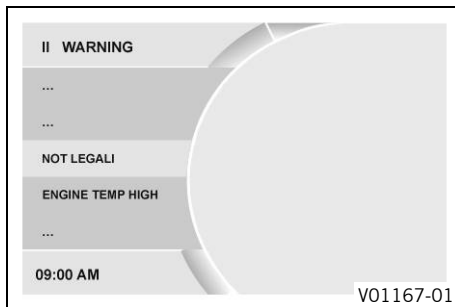 II WARNING
...
...
NOT LEGALI
ENGINE TEMP HIGH
...
09:00 AM
V01167-01